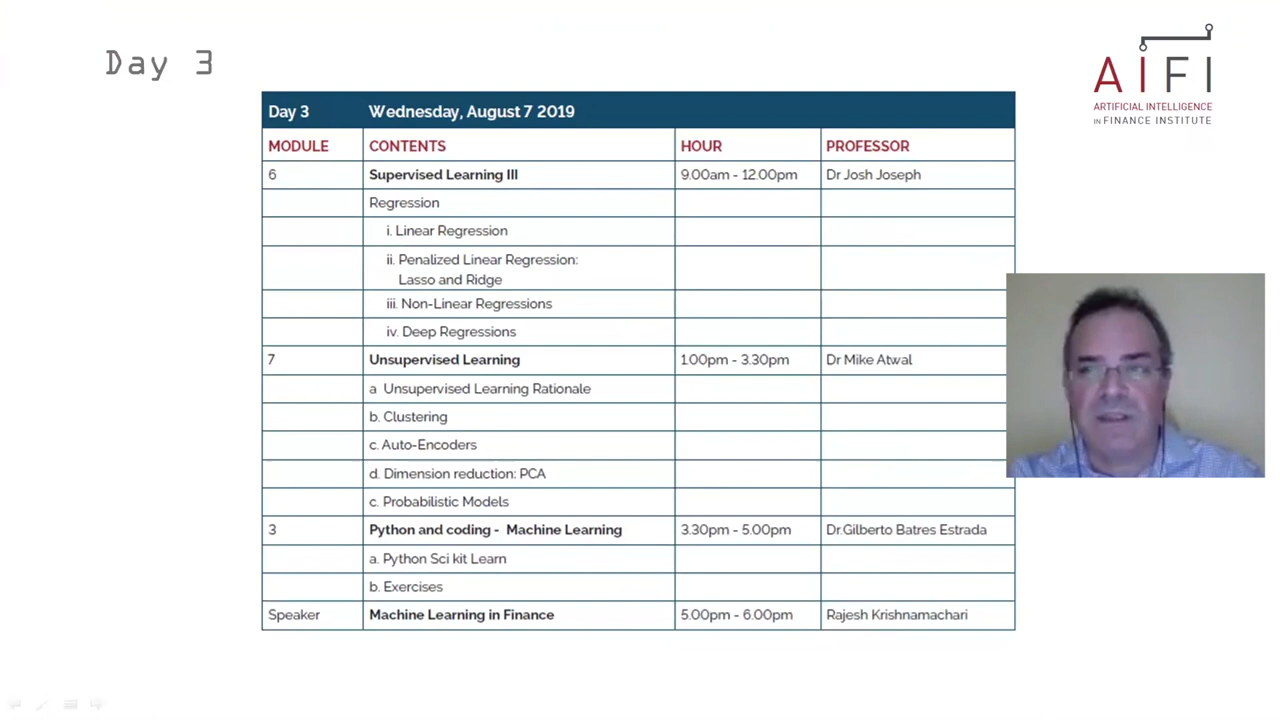 Day 3
AIFI
ARTIFICIAL INTELLIGENCE
IN FINANCE INSTITUTE
Day 3 Wednesday, August 7 2019
MODULE CONTENTS HOUR PROFESSOR
6 Supervised Learning III 9.00am - 12.00pm Dr Josh Joseph
Regression
i. Linear Regression
ii. Penalized Linear Regression:
Lasso and Ridge
iii. Non-Linear Regressions
iv. Deep Regressions
7 Unsupervised Learning 1.00pm - 3.30pm Dr Mike Atwal
a Unsupervised Learning Rationale
b. Clustering
c. Auto-Encoders
d. Dimension reduction: PCA
c. Probabilistic Models
3 Python and coding - Machine Learning 3.30pm - 5.00pm Dr.Gilberto Batres Estrada
a. Python Sci kit Learn
b. Exercises
Speaker Machine Learning in Finance 5.00pm - 6.00pm Rajesh Krishnamachari